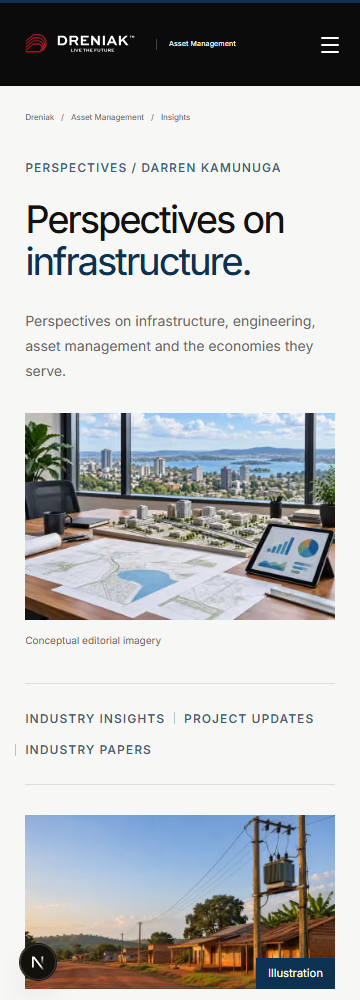 DRENIAK™
LIVE THE FUTURE
Asset Management
Dreniak / Asset Management / Insights
PERSPECTIVES / DARREN KAMUNUGA
Perspectives on
infrastructure.
Perspectives on infrastructure, engineering,
asset management and the economies they
serve.
Conceptual editorial imagery
INDUSTRY INSIGHTS | PROJECT UPDATES
| INDUSTRY PAPERS
N
Illustration